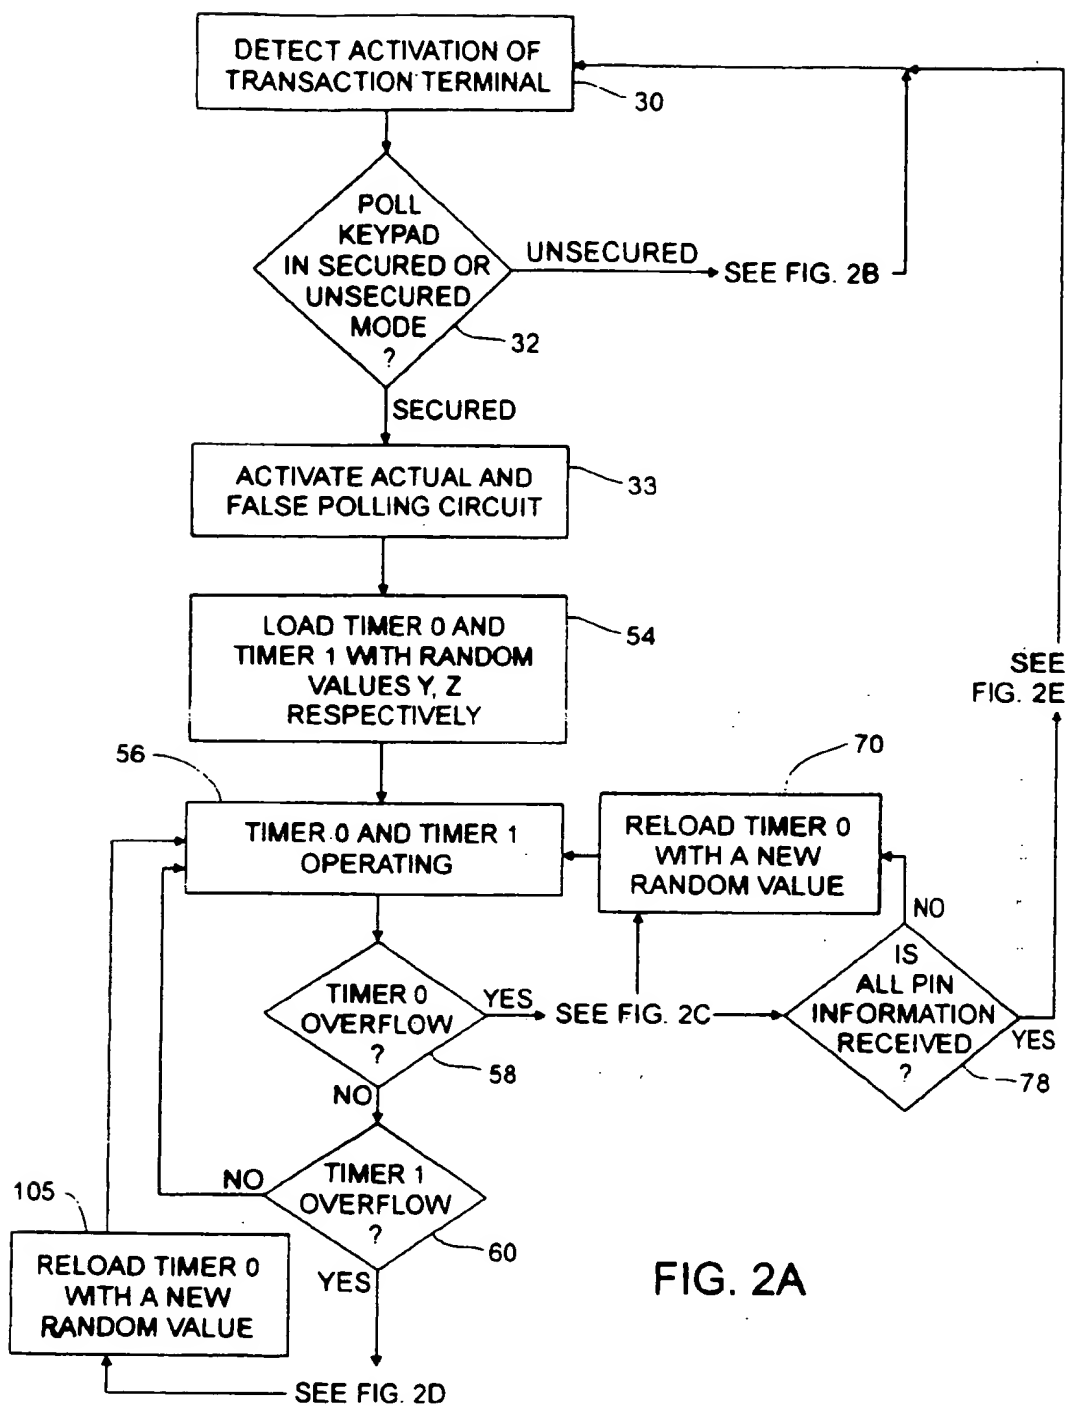 DETECT ACTIVATION OF
TRANSACTION TERMINAL
30
POLL
KEYPAD
IN SECURED OR
UNSECURED
MODE
?
32
UNSECURED
SEE FIG. 2B
SECURED
ACTIVATE ACTUAL AND
FALSE POLLING CIRCUIT
33
LOAD TIMER 0 AND
TIMER 1 WITH RANDOM
VALUES Y, Z
RESPECTIVELY
54
SEE
FIG. 2E
56
TIMER 0 AND TIMER 1
OPERATING
70
RELOAD TIMER 0
WITH A NEW
RANDOM VALUE
NO
TIMER 0
OVERFLOW
?
58
YES
SEE FIG. 2C
IS
ALL PIN
INFORMATION
RECEIVED
?
YES
78
NO
TIMER 1
OVERFLOW
?
60
NO
YES
105
RELOAD TIMER 0
WITH A NEW
RANDOM VALUE
SEE FIG. 2D
FIG. 2A